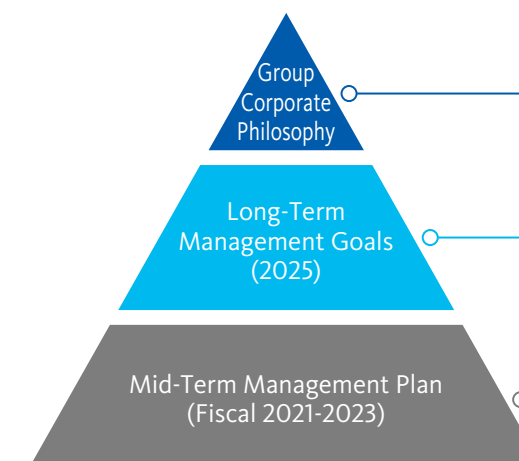 Group
Corporate
Philosophy
Long-Term
Management Goals
(2025)
Mid-Term Management Plan
(Fiscal 2021-2023)